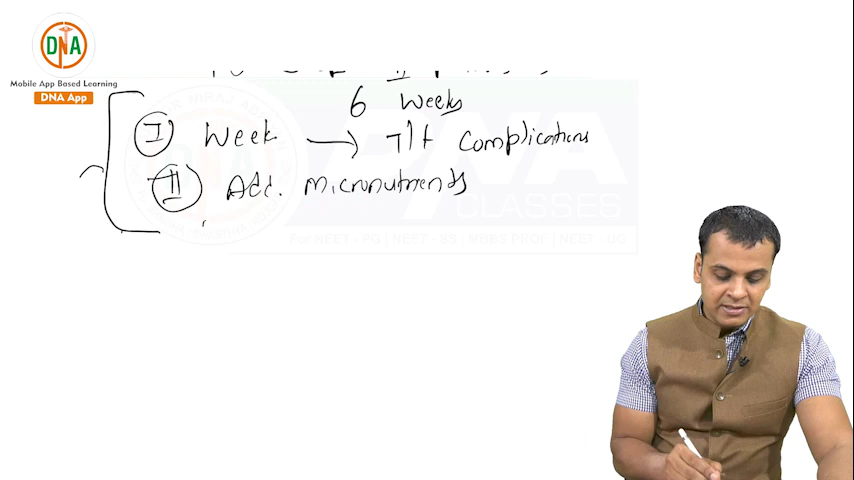 DNA
Mobile App Based Learning
DNA App
6 Weeks
I Week → T/t Complications
II Add. micronutrients
DNA
CLASSES
For NEET - PG | NEET - SS | MBBS PROF | NEET - UG